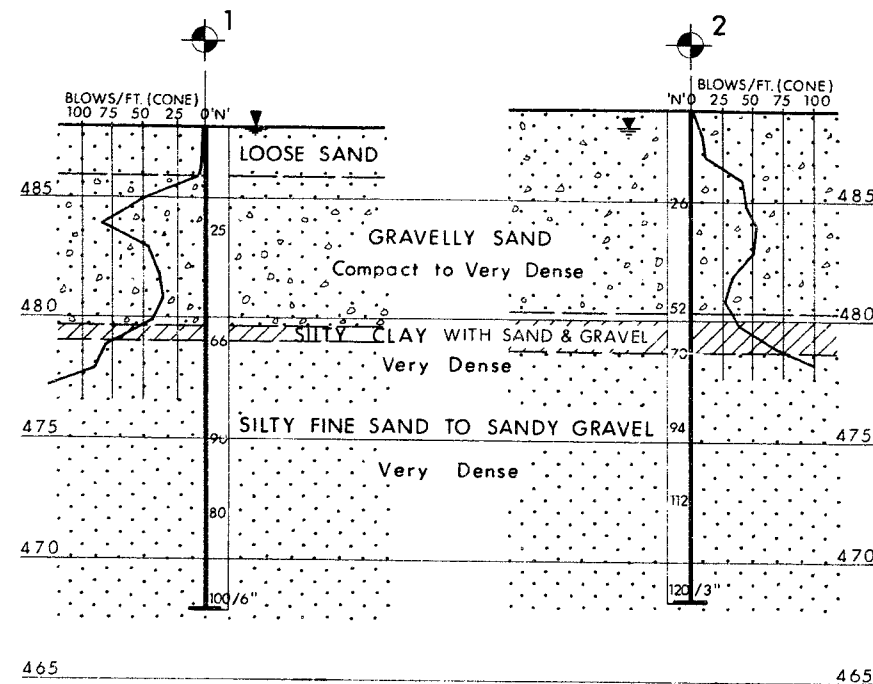 1
2
BLOWS/FT. (CONE)
100 75 50 25 0 'N'
BLOWS/FT. (CONE)
'N' 0 25 50 75 100
LOOSE SAND
485
485
26
25
GRAVELLY SAND
Compact to Very Dense
480
52
480
66
SILTY CLAY WITH SAND & GRAVEL
73
Very Dense
475
90
SILTY FINE SAND TO SANDY GRAVEL
94
475
Very Dense
80
112
470
470
100/6"
120/3"
465
465